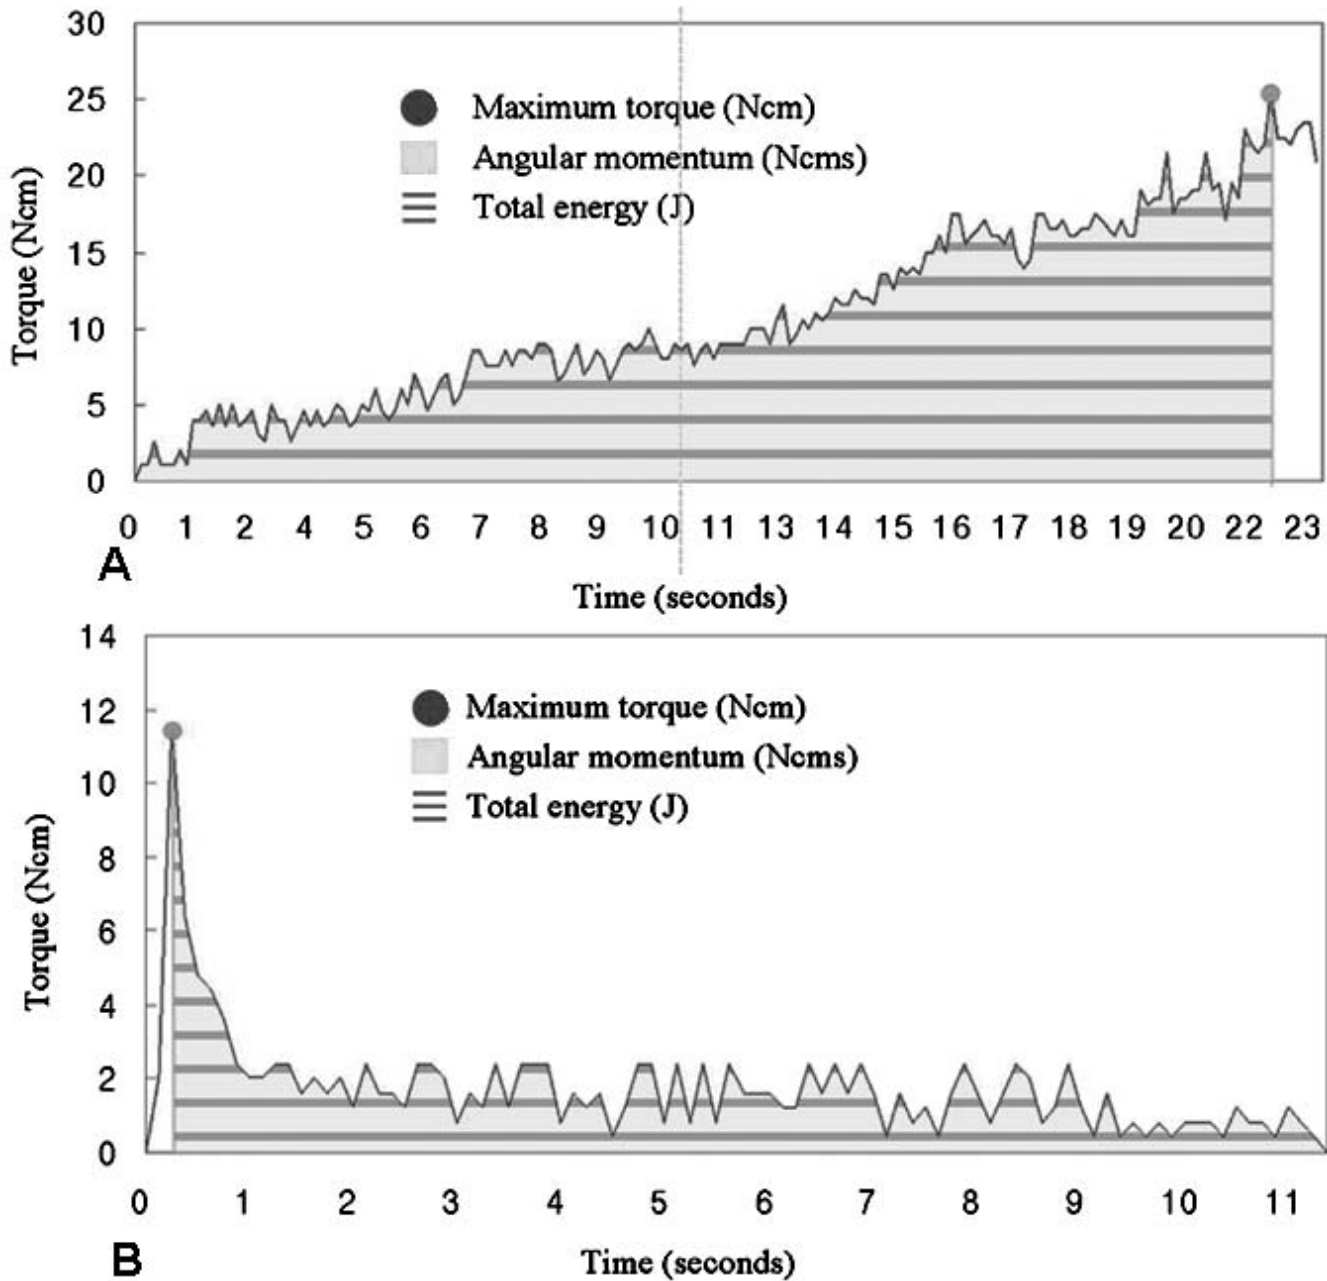 30
25
20
15
10
5
0
Torque (Ncm)
Maximum torque (Ncm)
Angular momentum (Ncms)
Total energy (J)
0 1 2 4 5 6 7 8 9 10 11 13 14 15 16 17 18 19 20 22 23
A
Time (seconds)
14
12
10
8
6
4
2
0
Torque (Ncm)
Maximum torque (Ncm)
Angular momentum (Ncms)
Total energy (J)
0 1 2 3 4 5 6 7 8 9 10 11
B
Time (seconds)